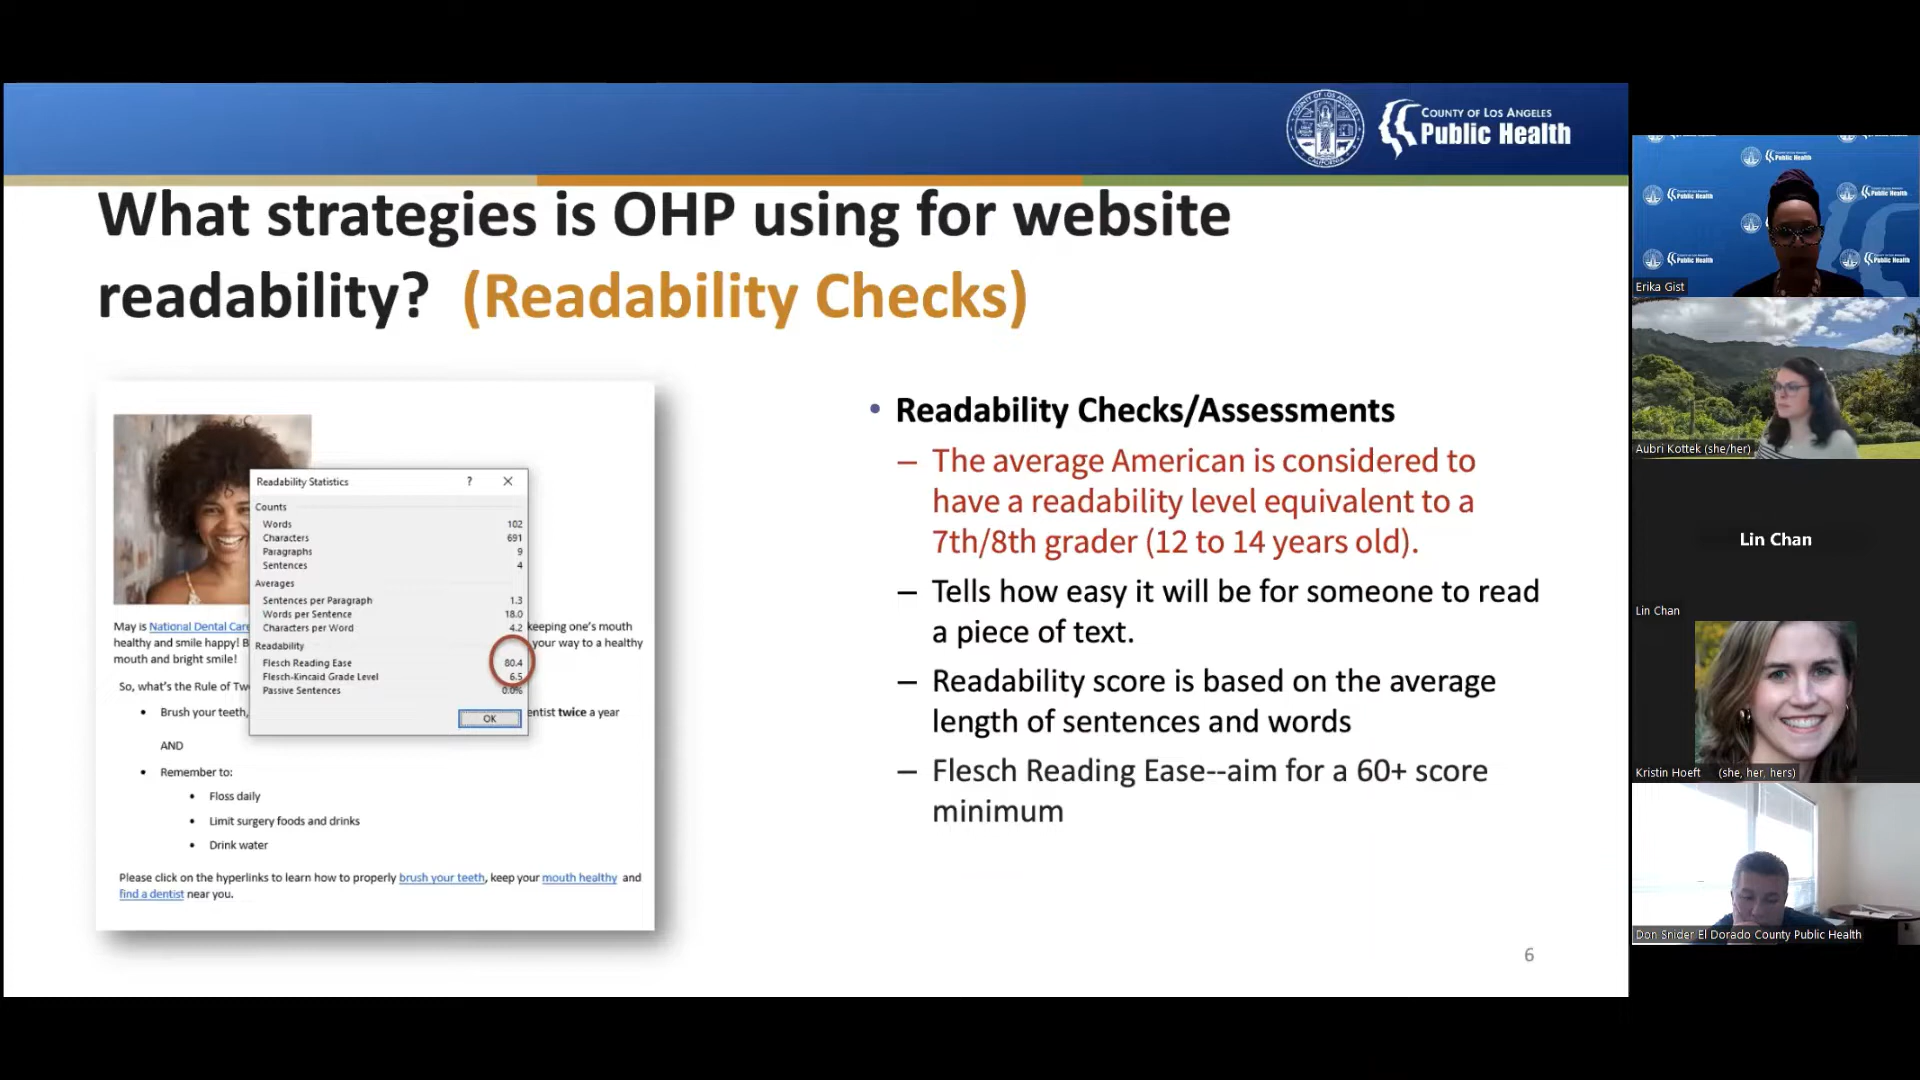 COUNTY OF LOS ANGELES
Public Health
What strategies is OHP using for website
readability? (Readability Checks)
Readability Statistics ? ×
Counts
Words 102
Characters 691
Paragraphs 9
Sentences 4
Averages
Sentences per Paragraph 1.3
Words per Sentence 18.0
Characters per Word 4.2
Readability
Flesch Reading Ease 80.4
Flesch-Kincaid Grade Level 6.5
Passive Sentences 0.0%
OK
May is National Dental Care keeping one's mouth
healthy and smile happy! B your way to a healthy
mouth and bright smile!
So, what's the Rule of Tw
• Brush your teeth, entist twice a year
AND
• Remember to:
• Floss daily
• Limit surgery foods and drinks
• Drink water
Please click on the hyperlinks to learn how to properly brush your teeth, keep your mouth healthy and
find a dentist near you.
• Readability Checks/Assessments
– The average American is considered to
have a readability level equivalent to a
7th/8th grader (12 to 14 years old).
– Tells how easy it will be for someone to read
a piece of text.
– Readability score is based on the average
length of sentences and words
– Flesch Reading Ease--aim for a 60+ score
minimum
6
Public Health
Public Health
Public Health
Public Health
Public Health
Erika Gist
Aubri Kottek (she/her)
Lin Chan
Lin Chan
Kristin Hoeft (she, her, hers)
Don Snider El Dorado County Public Health